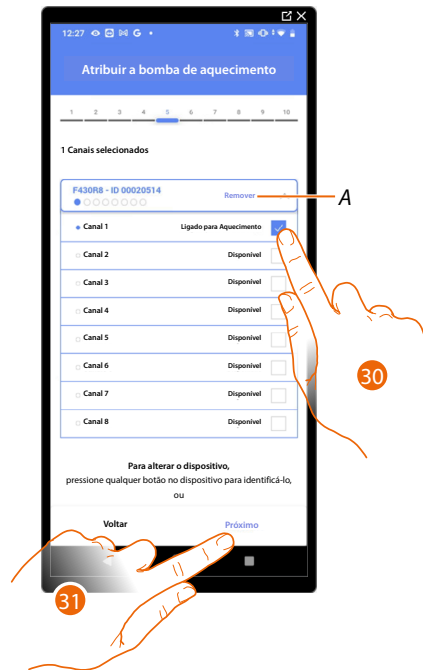 12:27 G
Atribuir a bomba de aquecimento
1 2 3 4 5 6 7 8 9 10
1 Canais selecionados
F430R8 - ID 00020514
Remover
A
Canal 1 Ligado para Aquecimento
Canal 2 Disponível
Canal 3 Disponível
Canal 4 Disponível
Canal 5 Disponível
Canal 6 Disponível
Canal 7 Disponível
Canal 8 Disponível
30
Para alterar o dispositivo,
pressione qualquer botão no dispositivo para identificá-lo,
ou
Voltar Próximo
31